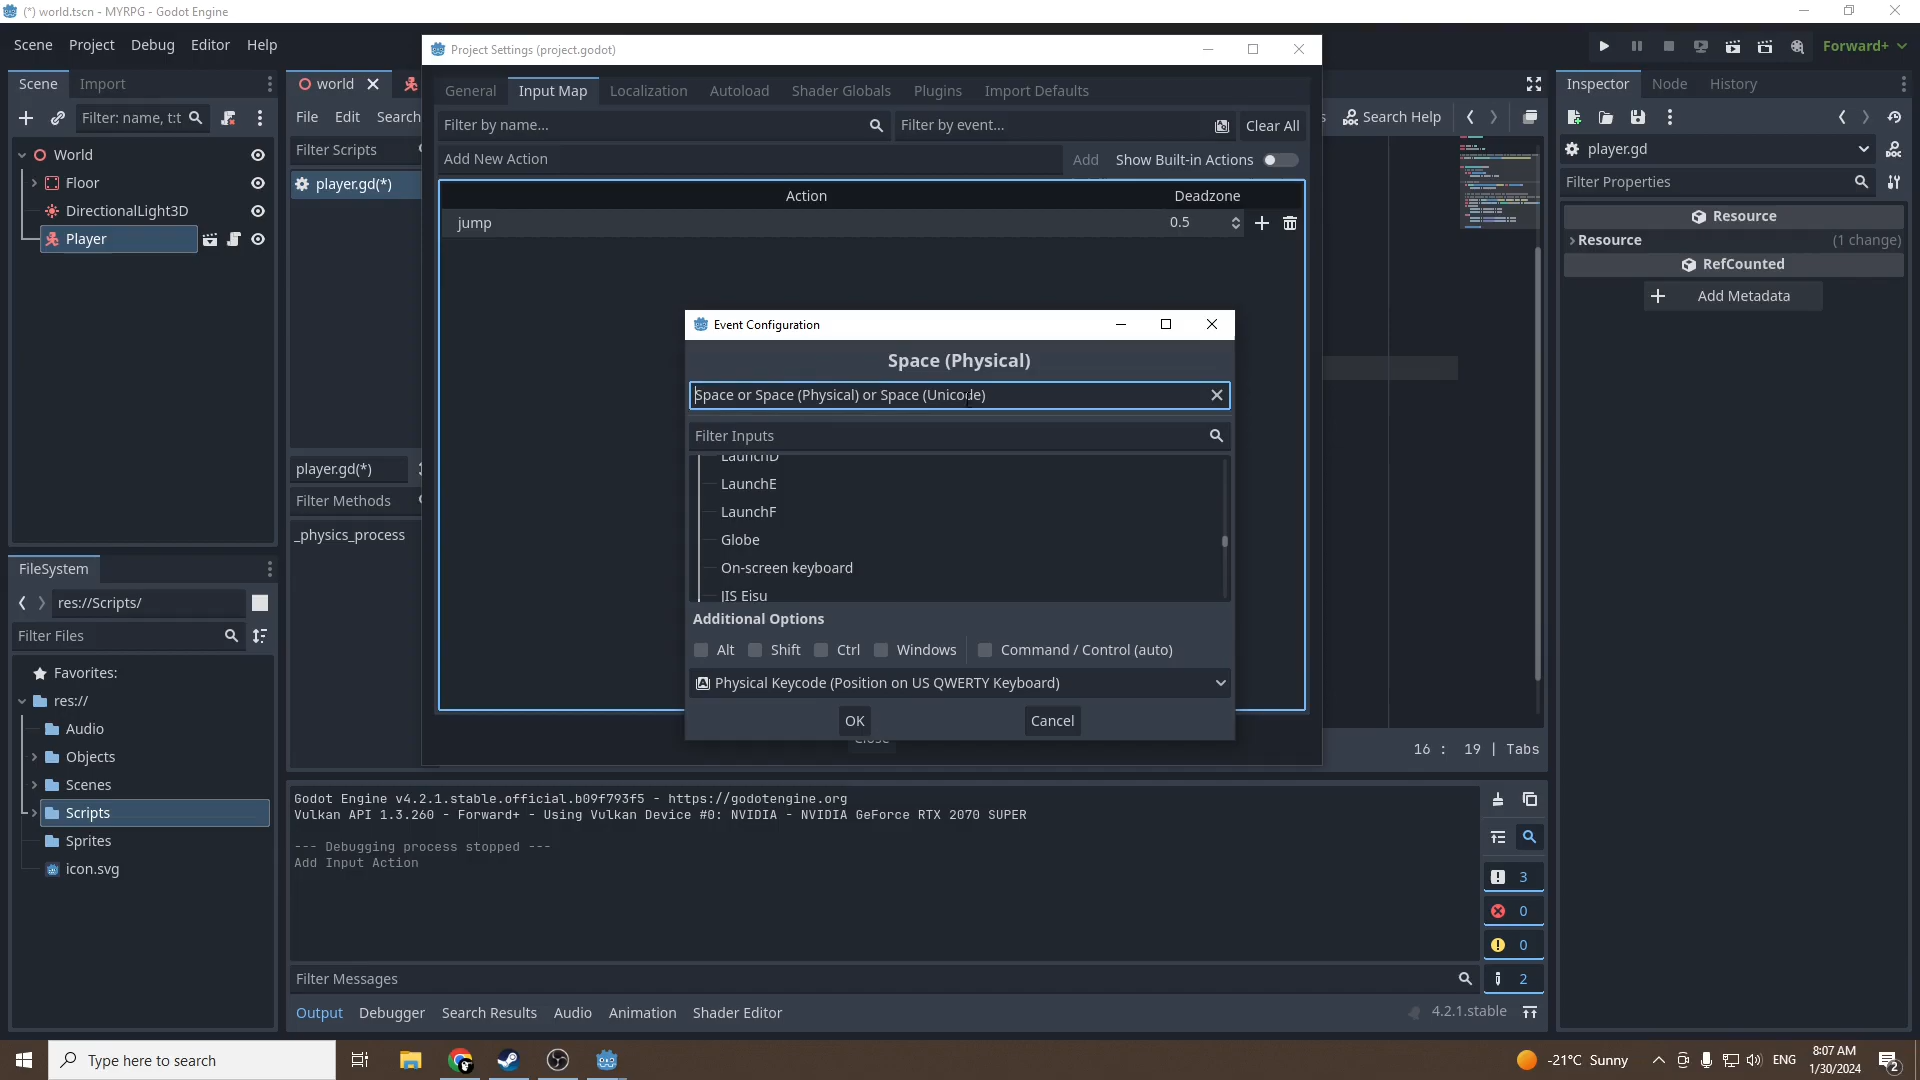 (*) world.tscn - MYRPG - Godot Engine
Scene Project Debug Editor Help
Forward+
Project Settings (project.godot)
Scene Import
Filter: name, t:t
World
Floor
DirectionalLight3D
Player
FileSystem
res://Scripts/
Filter Files
Favorites:
res://
Audio
Objects
Scenes
Scripts
Sprites
icon.svg
world
File Edit Search
Filter Scripts
player.gd(*)
player.gd(*)
Filter Methods
_physics_process
General Input Map Localization Autoload Shader Globals Plugins Import Defaults
Filter by name...
Filter by event...
Clear All
Add New Action
Add
Show Built-in Actions
Action
Deadzone
jump
0.5
Close
Event Configuration
Space (Physical)
Space or Space (Physical) or Space (Unicode)
Filter Inputs
LaunchD
LaunchE
LaunchF
Globe
On-screen keyboard
JIS Eisu
Additional Options
Alt Shift Ctrl Windows Command / Control (auto)
Physical Keycode (Position on US QWERTY Keyboard)
OK Cancel
Search Help
16 : 19 | Tabs
Godot Engine v4.2.1.stable.official.b09f793f5 - https://godotengine.org
Vulkan API 1.3.260 - Forward+ - Using Vulkan Device #0: NVIDIA - NVIDIA GeForce RTX 2070 SUPER
--- Debugging process stopped ---
Add Input Action
3
0
0
2
Filter Messages
Output Debugger Search Results Audio Animation Shader Editor
4.2.1.stable
Inspector Node History
player.gd
Filter Properties
Resource
Resource
(1 change)
RefCounted
Add Metadata
Type here to search
-21°C Sunny
ENG
8:07 AM
1/30/2024
2